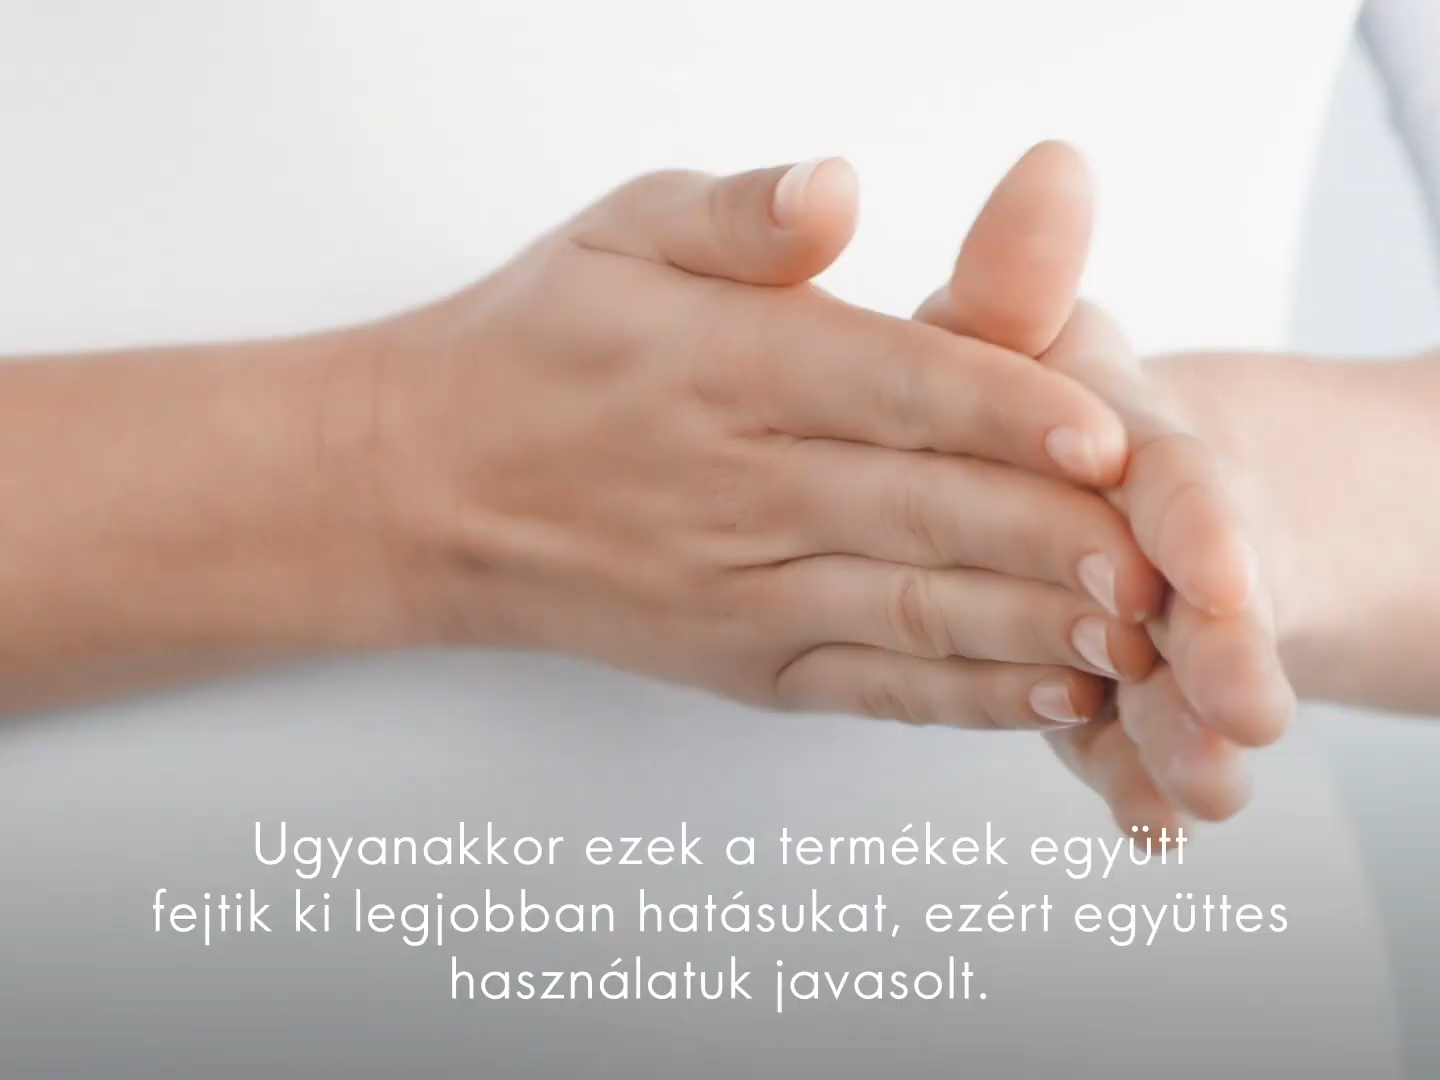 Ugyanakkor ezek a termékek együtt
fejtik ki legjobban hatásukat, ezért együttes
használatuk javasolt.